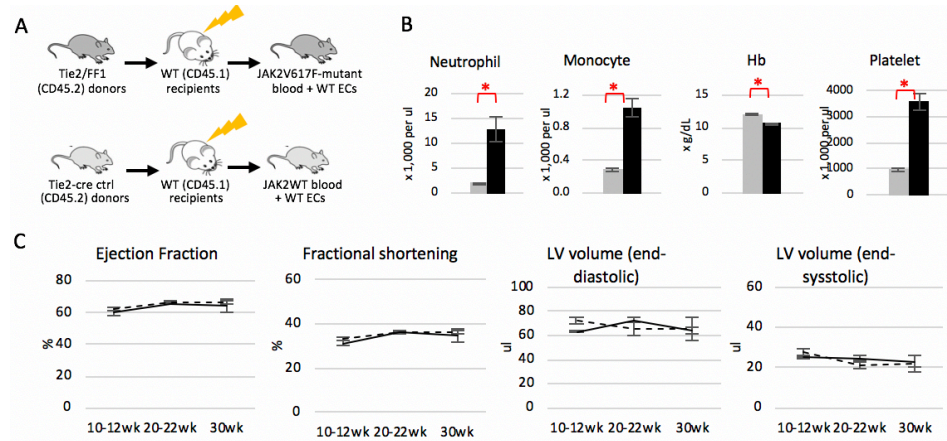 A
Tie2/FF1
(CD45.2) donors
WT (CD45.1)
recipients
JAK2V617F-mutant
blood + WT ECs
Tie2-cre ctrl
(CD45.2) donors
WT (CD45.1)
recipients
JAK2WT blood
+ WT ECs
B
Neutrophil
*
x 1,000 per ul
20
15
10
5
0
Monocyte
*
x 1,000 per ul
1.2
0.8
0.4
0.0
Hb
*
x g/dL
15
10
5
0
Platelet
*
x 1,000 per ul
4000
3000
2000
1000
0
C
Ejection Fraction
%
80
60
40
20
0
10-12wk 20-22wk 30wk
Fractional shortening
%
60
40
20
0
10-12wk 20-22wk 30wk
LV volume (end-
diastolic)
ul
100
80
60
40
20
0
10-12wk 20-22wk 30wk
LV volume (end-
sysstolic)
ul
60
40
20
0
10-12wk 20-22wk 30wk